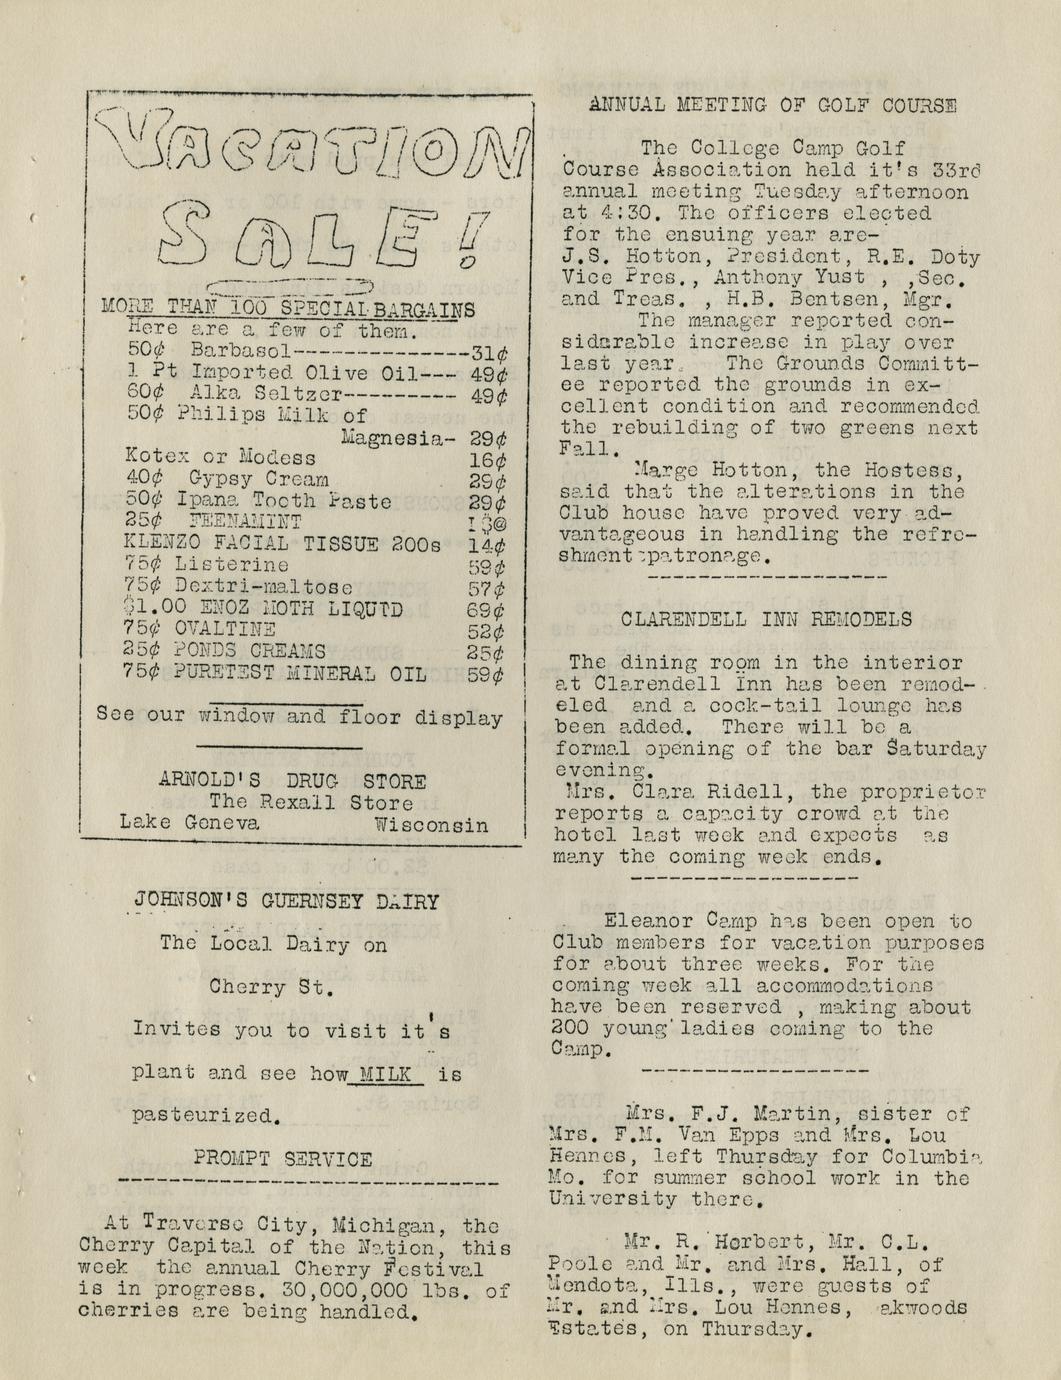 VACATION
SALE!
MORE THAN 100 SPECIAL BARGAINS
Here are a few of them.
50¢ Barbasol----------------31¢
1 Pt Imported Olive Oil--- 49¢
60¢ Alka Seltzer---------- 49¢
50¢ Philips Milk of
Magnesia- 29¢
Kotex or Modess 16¢
40¢ Gypsy Cream 29¢
50¢ Ipana Tooth Paste 29¢
25¢ FEENAMINT I$@
KLENZO FACIAL TISSUE 200s 14¢
75¢ Listerine 59¢
75¢ Dextri-maltose 57¢
$1.00 ENOZ MOTH LIQUID 69¢
75¢ OVALTINE 52¢
25¢ PONDS CREAMS 25¢
75¢ PURETEST MINERAL OIL 59¢
See our window and floor display
ARNOLD'S DRUG STORE
The Rexall Store
Lake Geneva Wisconsin
JOHNSON'S GUERNSEY DAIRY
The Local Dairy on
Cherry St.
Invites you to visit it's
plant and see how MILK is
pasteurized.
PROMPT SERVICE
-----------------------------
At Traverse City, Michigan, the
Cherry Capital of the Nation, this
week the annual Cherry Festival
is in progress. 30,000,000 lbs. of
cherries are being handled.
ANNUAL MEETING OF GOLF COURSE
The College Camp Golf
Course Association held it's 33rd
annual meeting Tuesday afternoon
at 4:30. The officers elected
for the ensuing year are-
J.S. Hotton, President, R.E. Doty
Vice Pres., Anthony Yust , ,Sec.
and Treas. , H.B. Bentsen, Mgr.
The manager reported con-
siderable increase in play over
last year. The Grounds Committ-
ee reported the grounds in ex-
cellent condition and recommended
the rebuilding of two greens next
Fall.
Marge Hotton, the Hostess,
said that the alterations in the
Club house have proved very ad-
vantageous in handling the refre-
shment patronage.
-------------------
CLARENDELL INN REMODELS
The dining room in the interior
at Clarendell Inn has been remod-
eled and a cock-tail lounge has
been added. There will be a
formal opening of the bar Saturday
evening.
Mrs. Clara Ridell, the proprietor
reports a capacity crowd at the
hotel last week and expects as
many the coming week ends.
------------------
Eleanor Camp has been open to
Club members for vacation purposes
for about three weeks. For the
coming week all accommodations
have been reserved , making about
200 young ladies coming to the
Camp.
------------------
Mrs. F.J. Martin, sister of
Mrs. F.M. Van Epps and Mrs. Lou
Hennes, left Thursday for Columbia
Mo. for summer school work in the
University there.
Mr. R. Herbert, Mr. C.L.
Poole and Mr. and Mrs. Hall, of
Mendota, Ills., were guests of
Mr. and Mrs. Lou Hennes, akwoods
Estates, on Thursday.